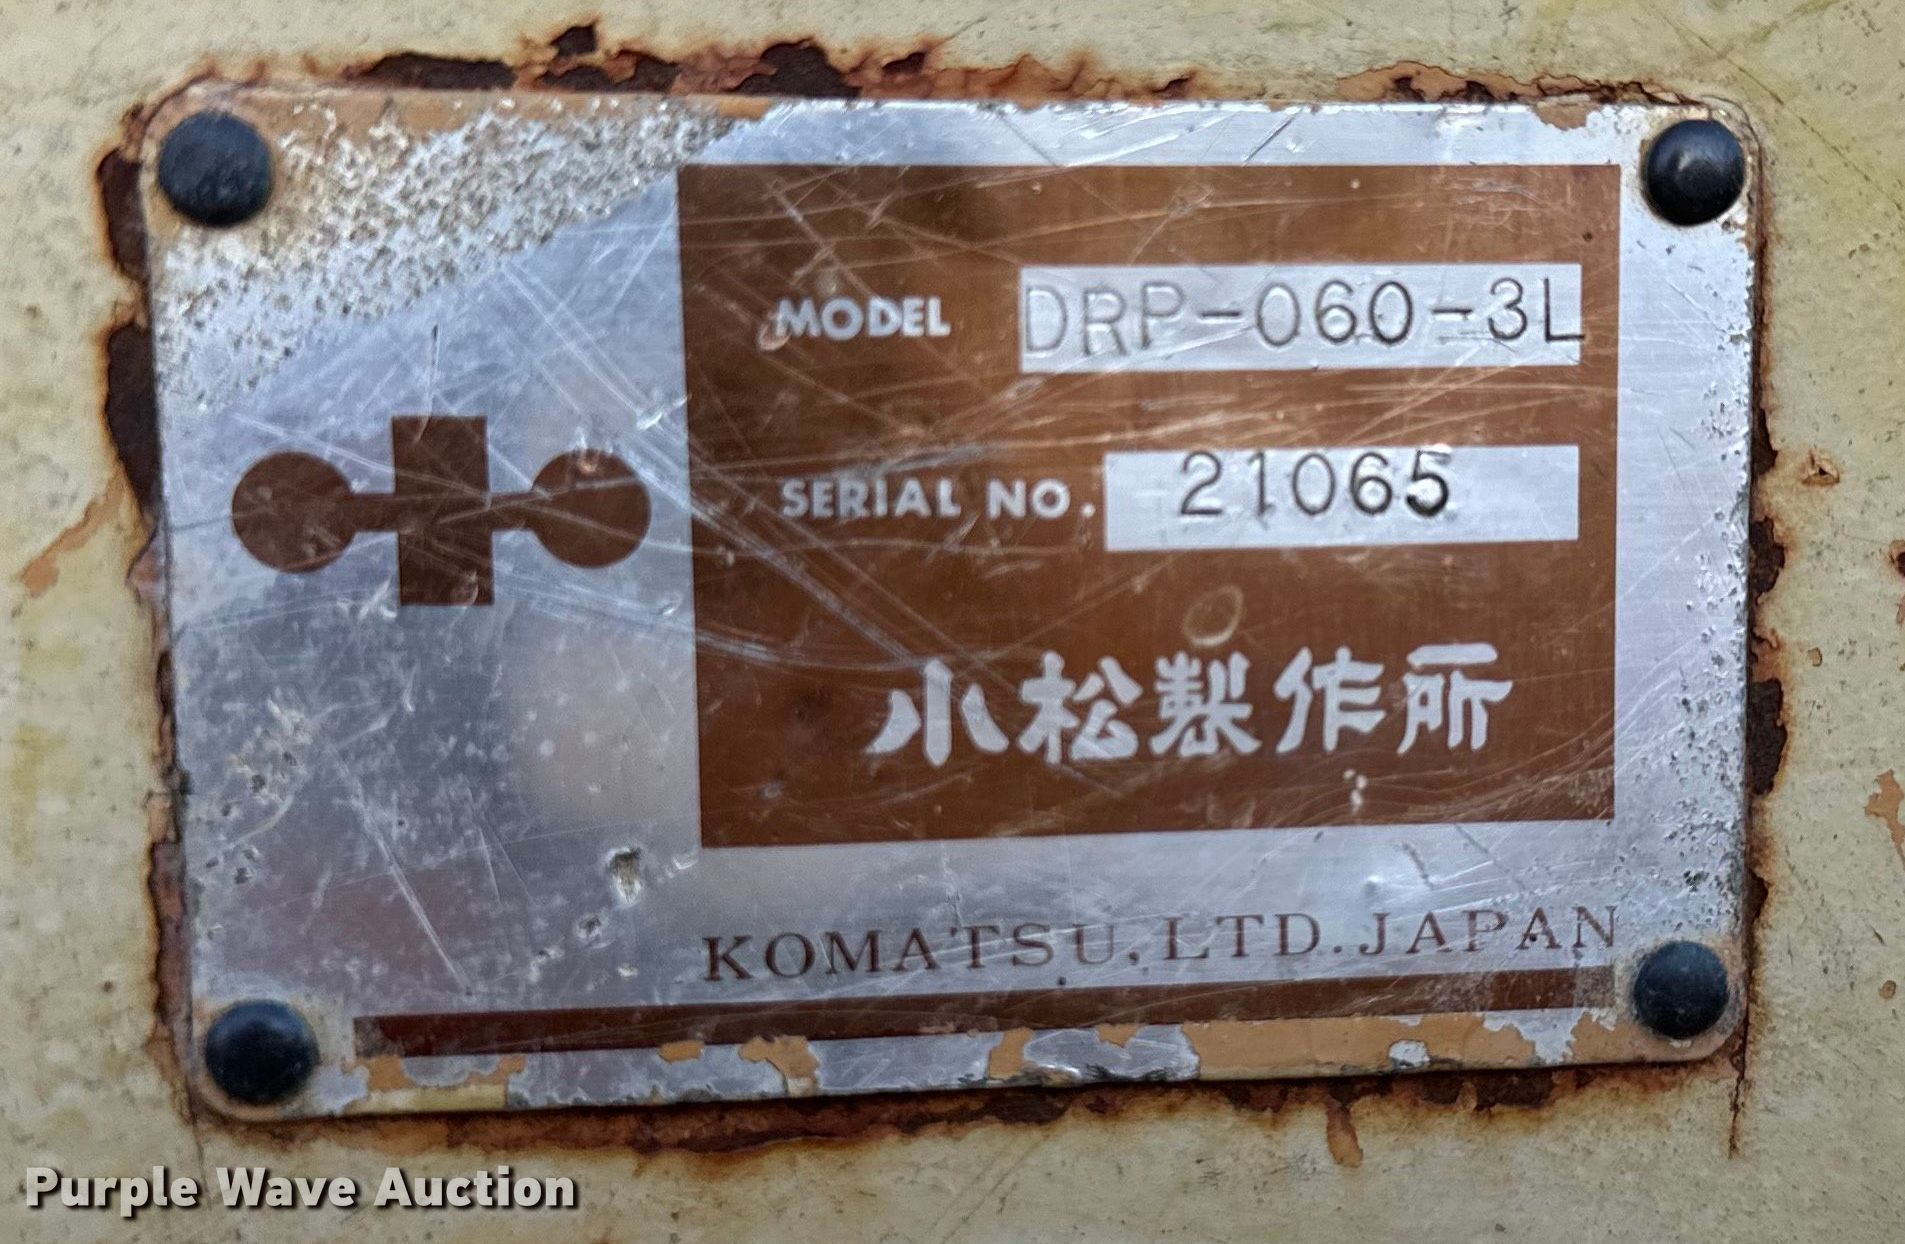 MODEL DRP-060-3L
SERIAL NO. 21065
小松製作所
KOMATSU, LTD. JAPAN
Purple Wave Auction